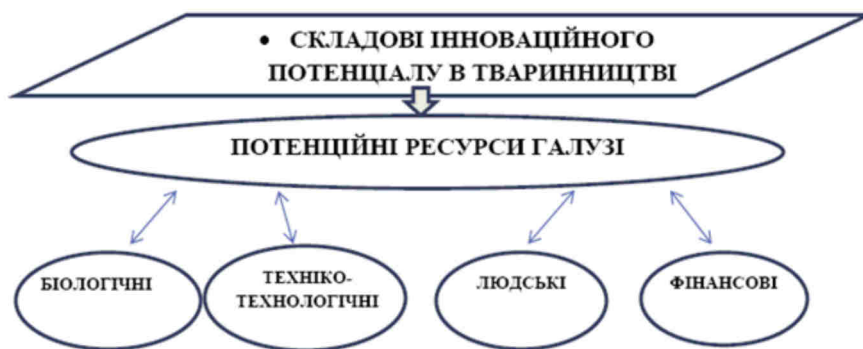 • СКЛАДОВІ ІННОВАЦІЙНОГО
ПОТЕНЦІАЛУ В ТВАРИННИЦТВІ
ПОТЕНЦІЙНІ РЕСУРСИ ГАЛУЗІ
БІОЛОГІЧНІ
ТЕХНІКО-
ТЕХНОЛОГІЧНІ
ЛЮДСЬКІ
ФІНАНСОВІ